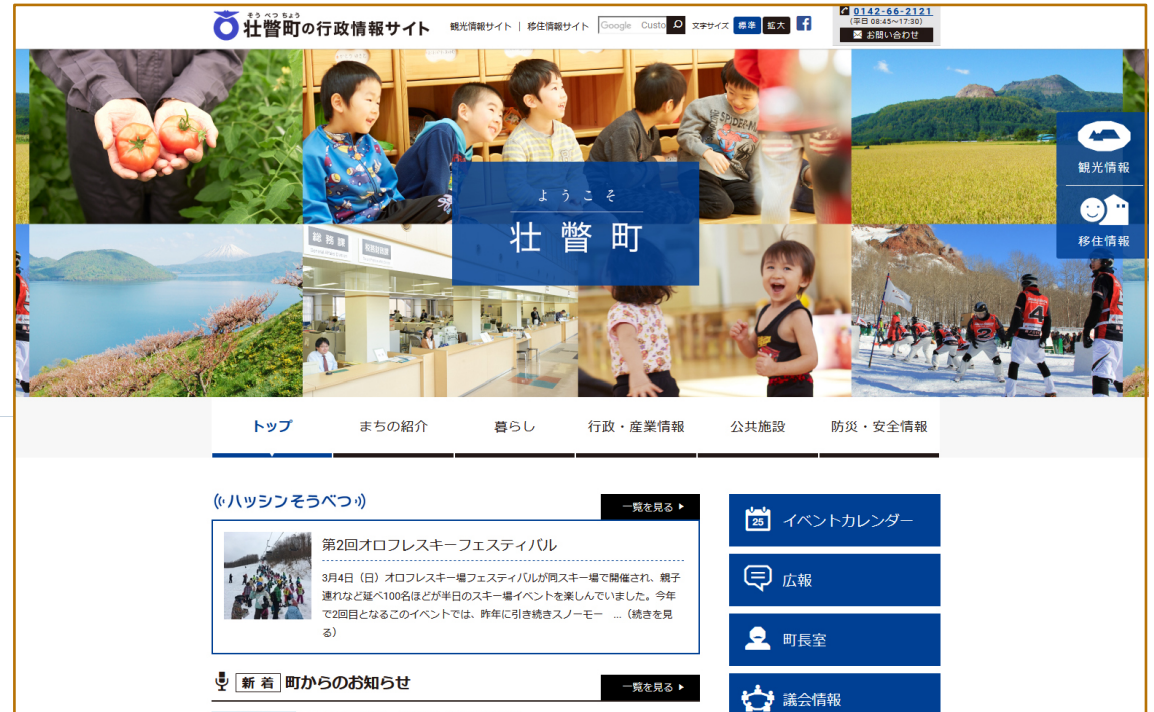 そうべつちょう
壮瞥町の行政情報サイト
観光情報サイト | 移住情報サイト
Google Custo
文字サイズ 標準 拡大
0142-66-2121
(平日 08:45~17:30)
お問い合わせ
SPIDER-M
総務課
税務財政課
ようこそ
壮瞥町
観光情報
移住情報
2
4
トップ まちの紹介 暮らし 行政・産業情報 公共施設 防災・安全情報
ハッシンそうべつ
一覧を見る
第2回オロフレスキーフェスティバル
3月4日(日)オロフレスキー場フェスティバルが同スキー場で開催され、親子
連れなど延べ100名ほどが半日のスキー場イベントを楽しんでいました。今年
で2回目となるこのイベントでは、昨年に引き続きスノーモー ...(続きを見
る)
25 イベントカレンダー
広報
町長室
議会情報
新着 町からのお知らせ
一覧を見る